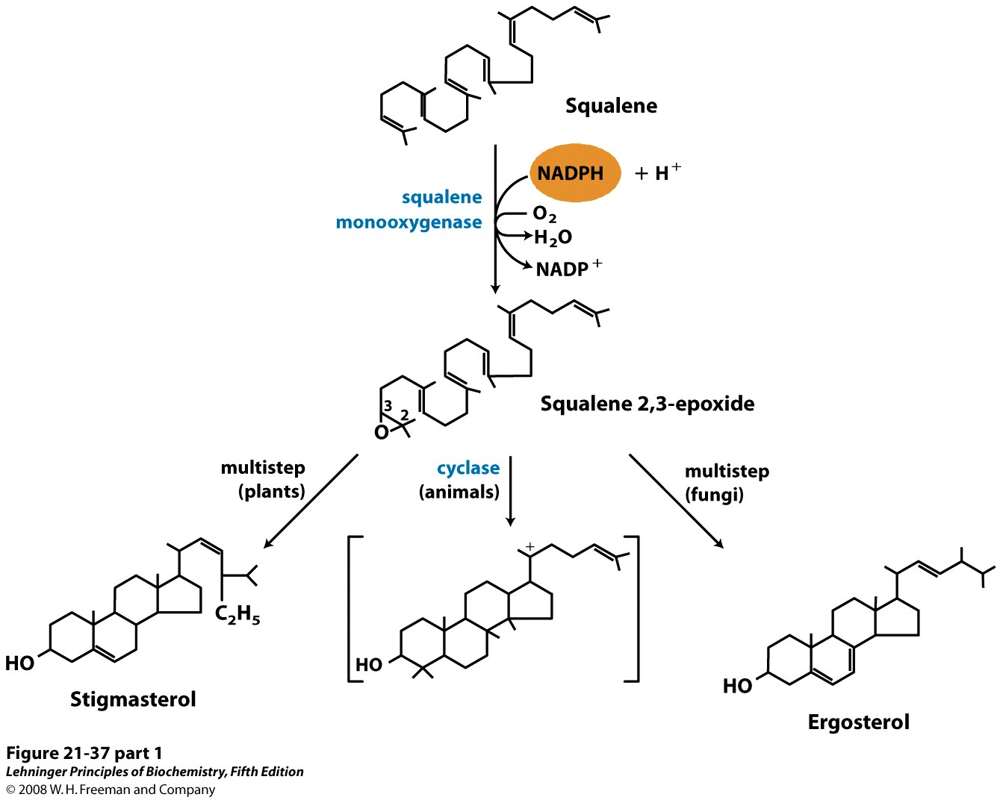 Squalene
NADPH + H⁺
squalene
monooxygenase
O₂
H₂O
NADP⁺
3
2
O
Squalene 2,3-epoxide
multistep
(plants)
cyclase
(animals)
multistep
(fungi)
+
C₂H₅
HO
HO
HO
Stigmasterol
Ergosterol
Figure 21-37 part 1
Lehninger Principles of Biochemistry, Fifth Edition
© 2008 W. H. Freeman and Company